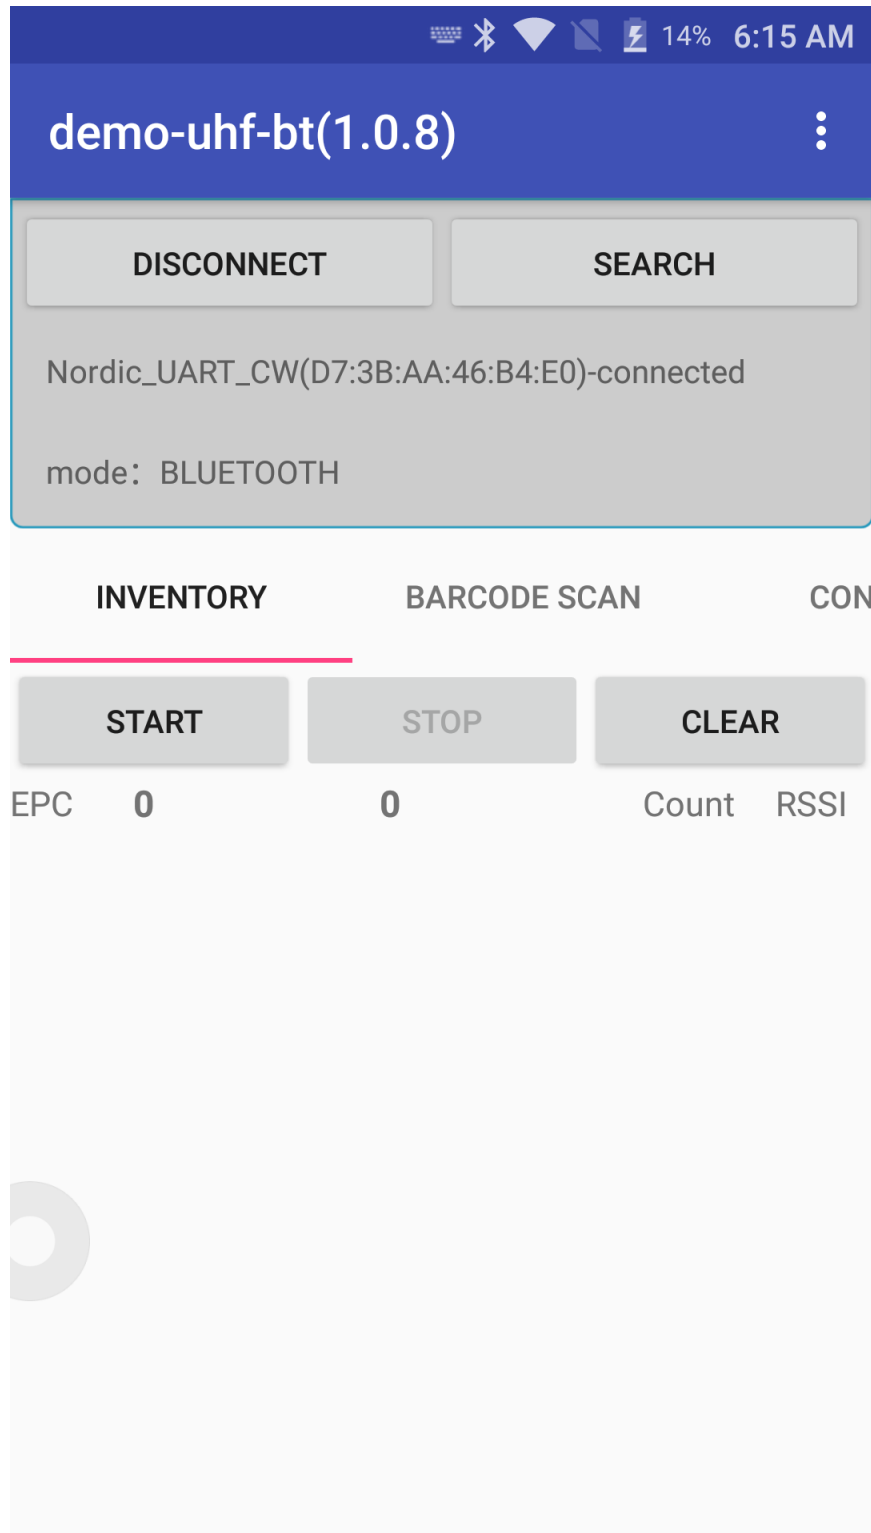 14% 6:15 AM
demo-uhf-bt(1.0.8)
DISCONNECT SEARCH
Nordic_UART_CW(D7:3B:AA:46:B4:E0)-connected
mode：BLUETOOTH
INVENTORY BARCODE SCAN CON
START STOP CLEAR
EPC 0 0 Count RSSI